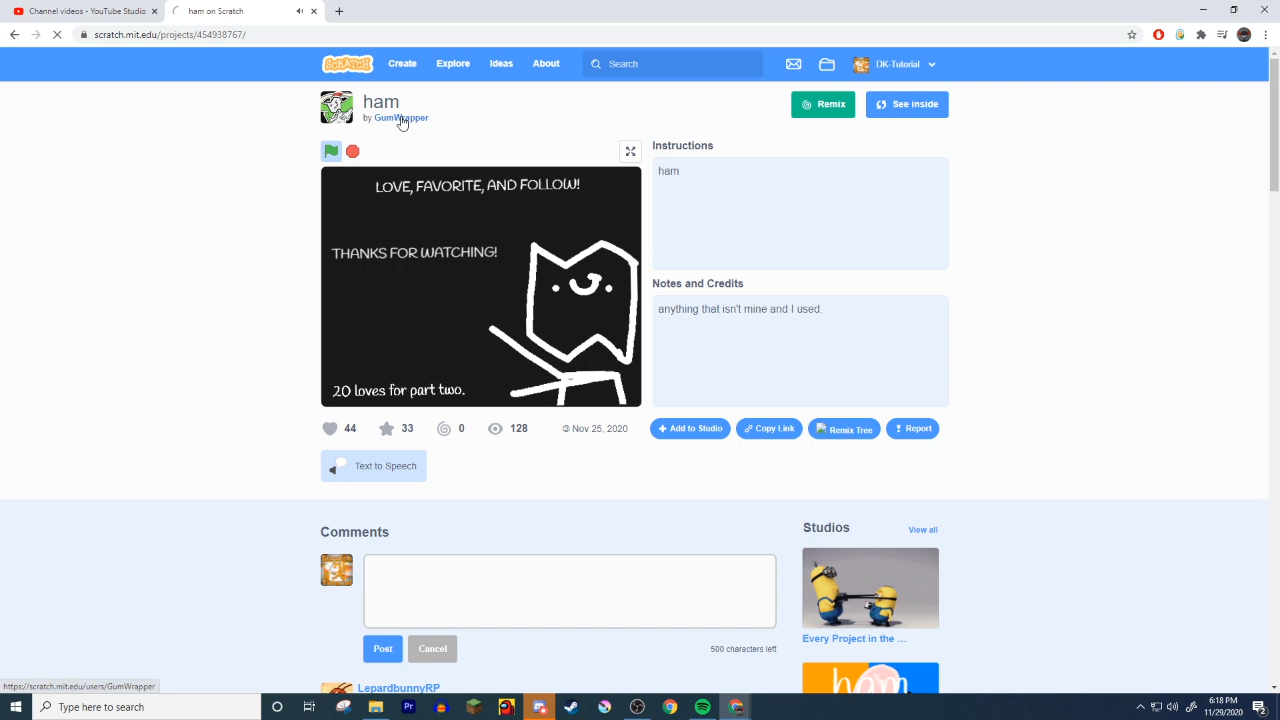 Channel videos - YouTube Studio
ham on Scratch
scratch.mit.edu/projects/454938767/
SCRATCH
Create
Explore
Ideas
About
Search
DK-Tutorial
ham
by GumWrapper
Remix
See inside
Instructions
ham
LOVE, FAVORITE, AND FOLLOW!
THANKS FOR WATCHING!
20 loves for part two.
Notes and Credits
anything that isn't mine and I used.
44
33
0
128
© Nov 25, 2020
Add to Studio
Copy Link
Remix Tree
Report
Text to Speech
Comments
Studios
View all
Post
Cancel
500 characters left
Every Project in the ...
LepardbunnyRP
ham
https://scratch.mit.edu/users/GumWrapper
Type here to search
Pr
6:18 PM
11/29/2020
2